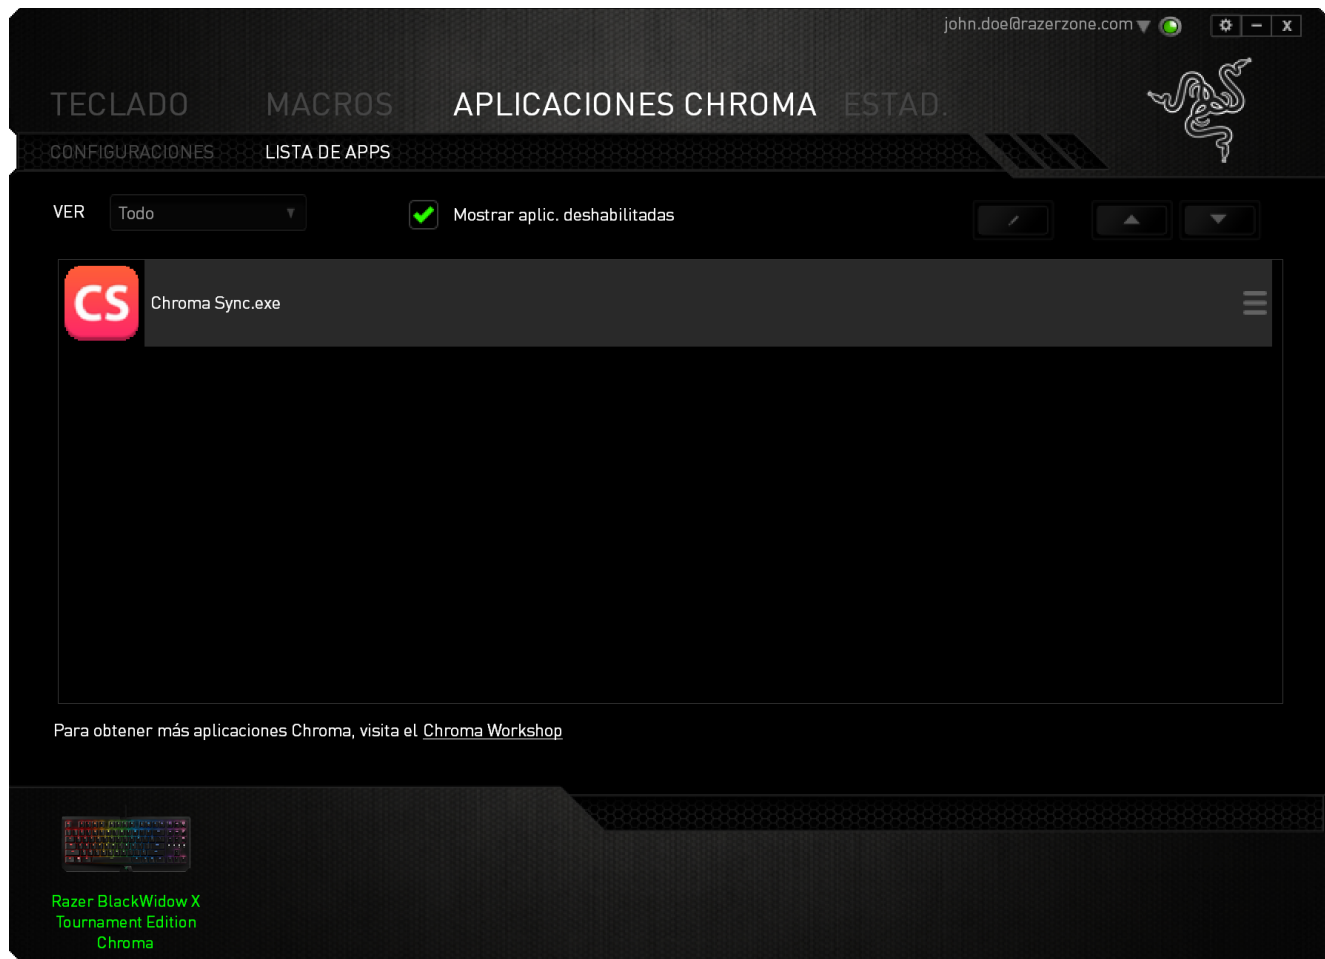 john.doe@razerzone.com
TECLADO MACROS APLICACIONES CHROMA ESTAD.
CONFIGURACIONES LISTA DE APPS
VER Todo Mostrar aplic. deshabilitadas
CS Chroma Sync.exe
Para obtener más aplicaciones Chroma, visita el Chroma Workshop
Razer BlackWidow X
Tournament Edition
Chroma